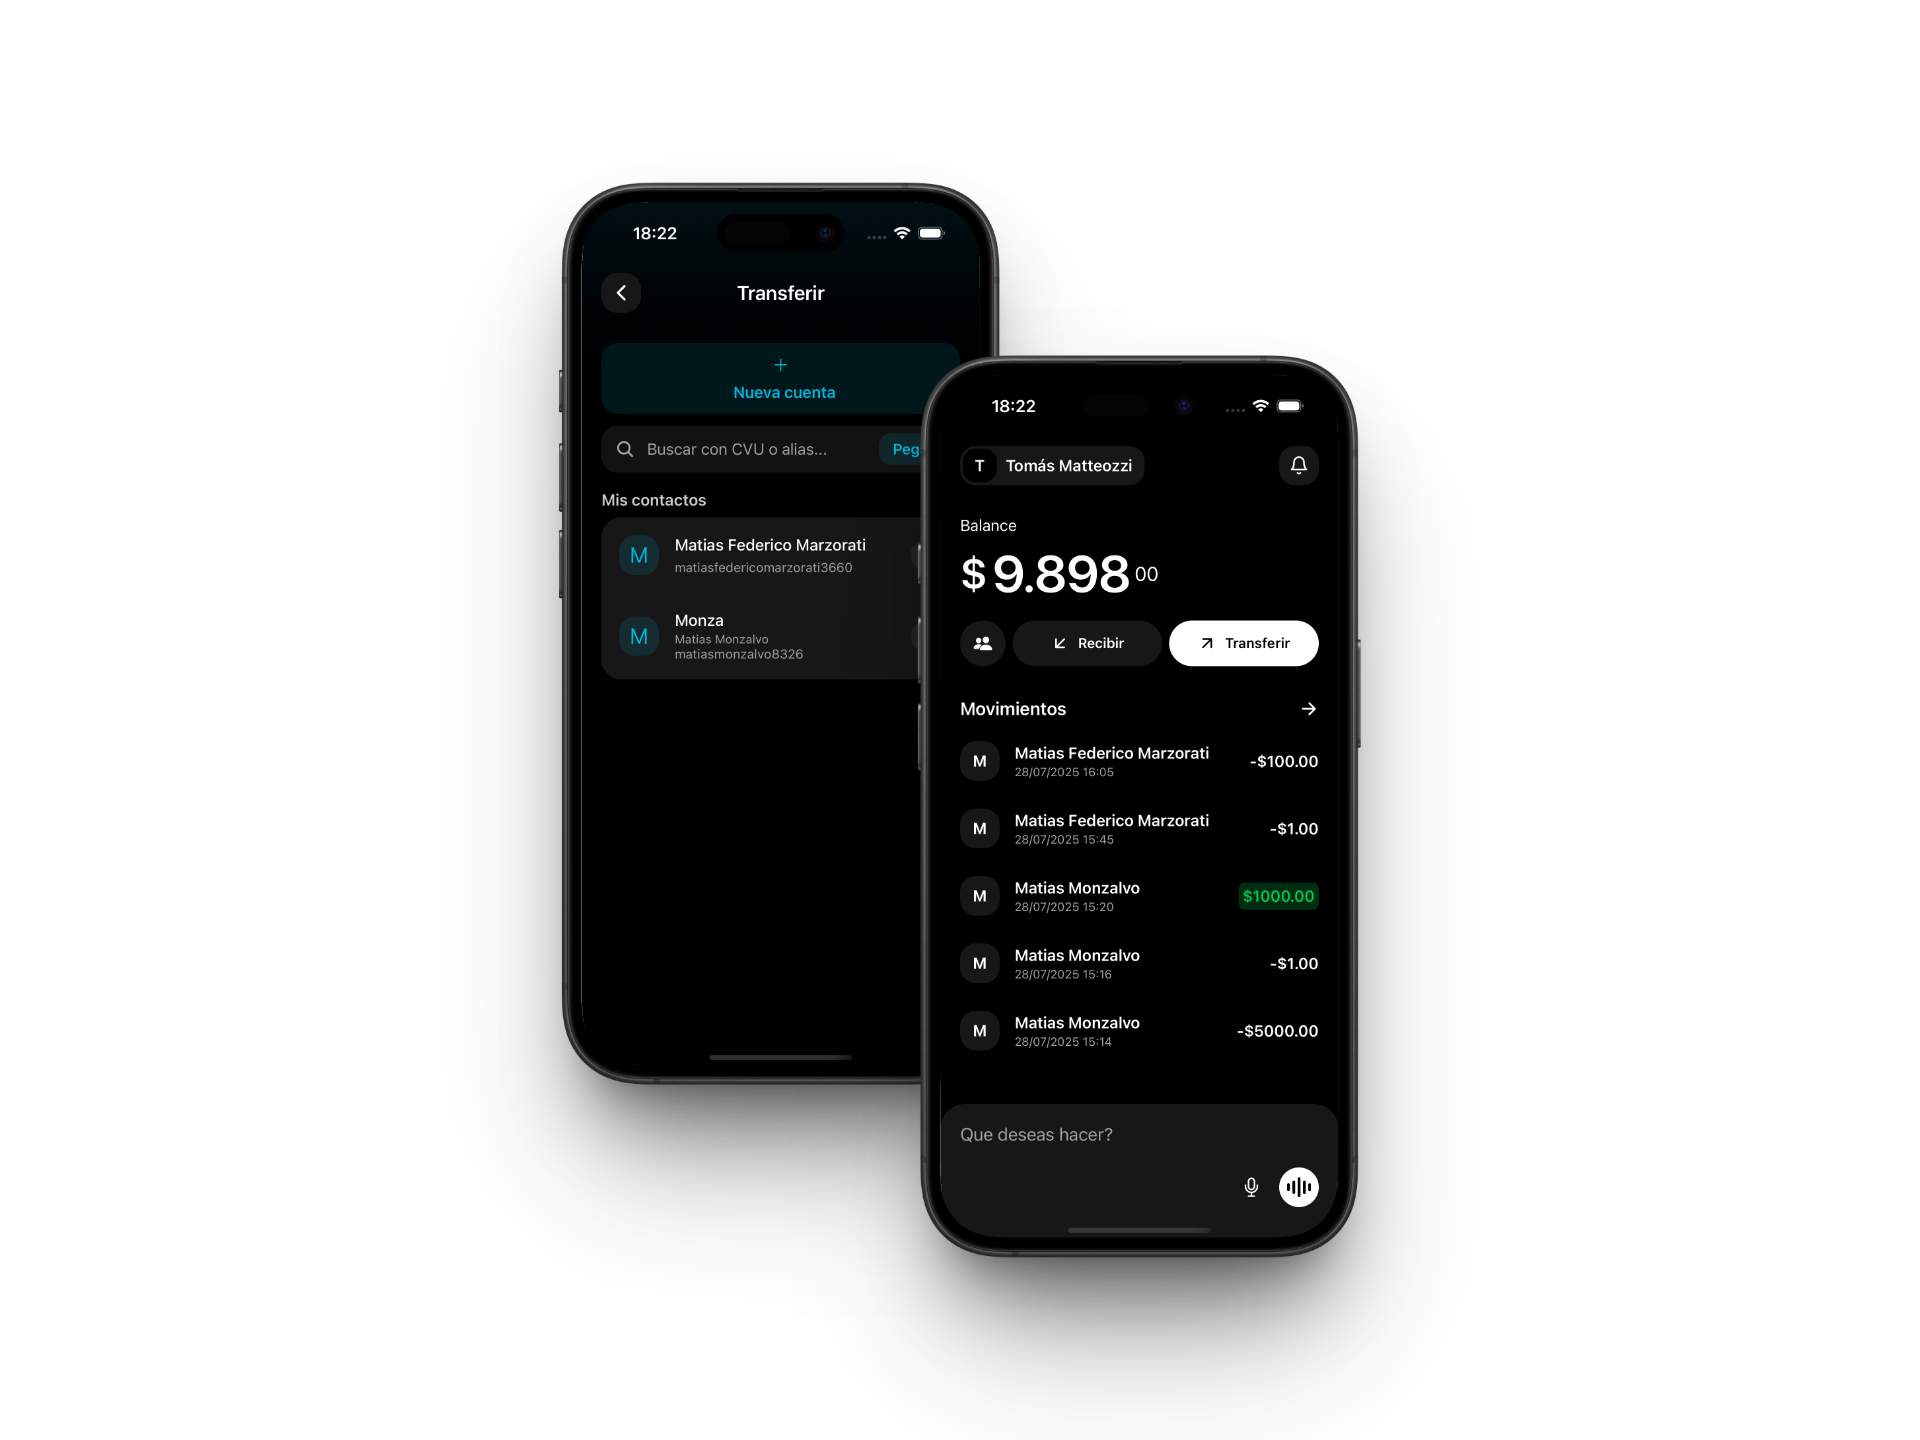 18:22
Transferir
+
Nueva cuenta
Buscar con CVU o alias...
Peg
Mis contactos
M
Matias Federico Marzorati
matiasfedericomarzorati3660
M
Monza
Matias Monzalvo
matiasmonzalvo8326
18:22
T Tomás Matteozzi
Balance
$ 9.898 00
Recibir
Transferir
Movimientos
M
Matias Federico Marzorati
28/07/2025 16:05
-$100.00
M
Matias Federico Marzorati
28/07/2025 15:45
-$1.00
M
Matias Monzalvo
28/07/2025 15:20
$1000.00
M
Matias Monzalvo
28/07/2025 15:16
-$1.00
M
Matias Monzalvo
28/07/2025 15:14
-$5000.00
Que deseas hacer?